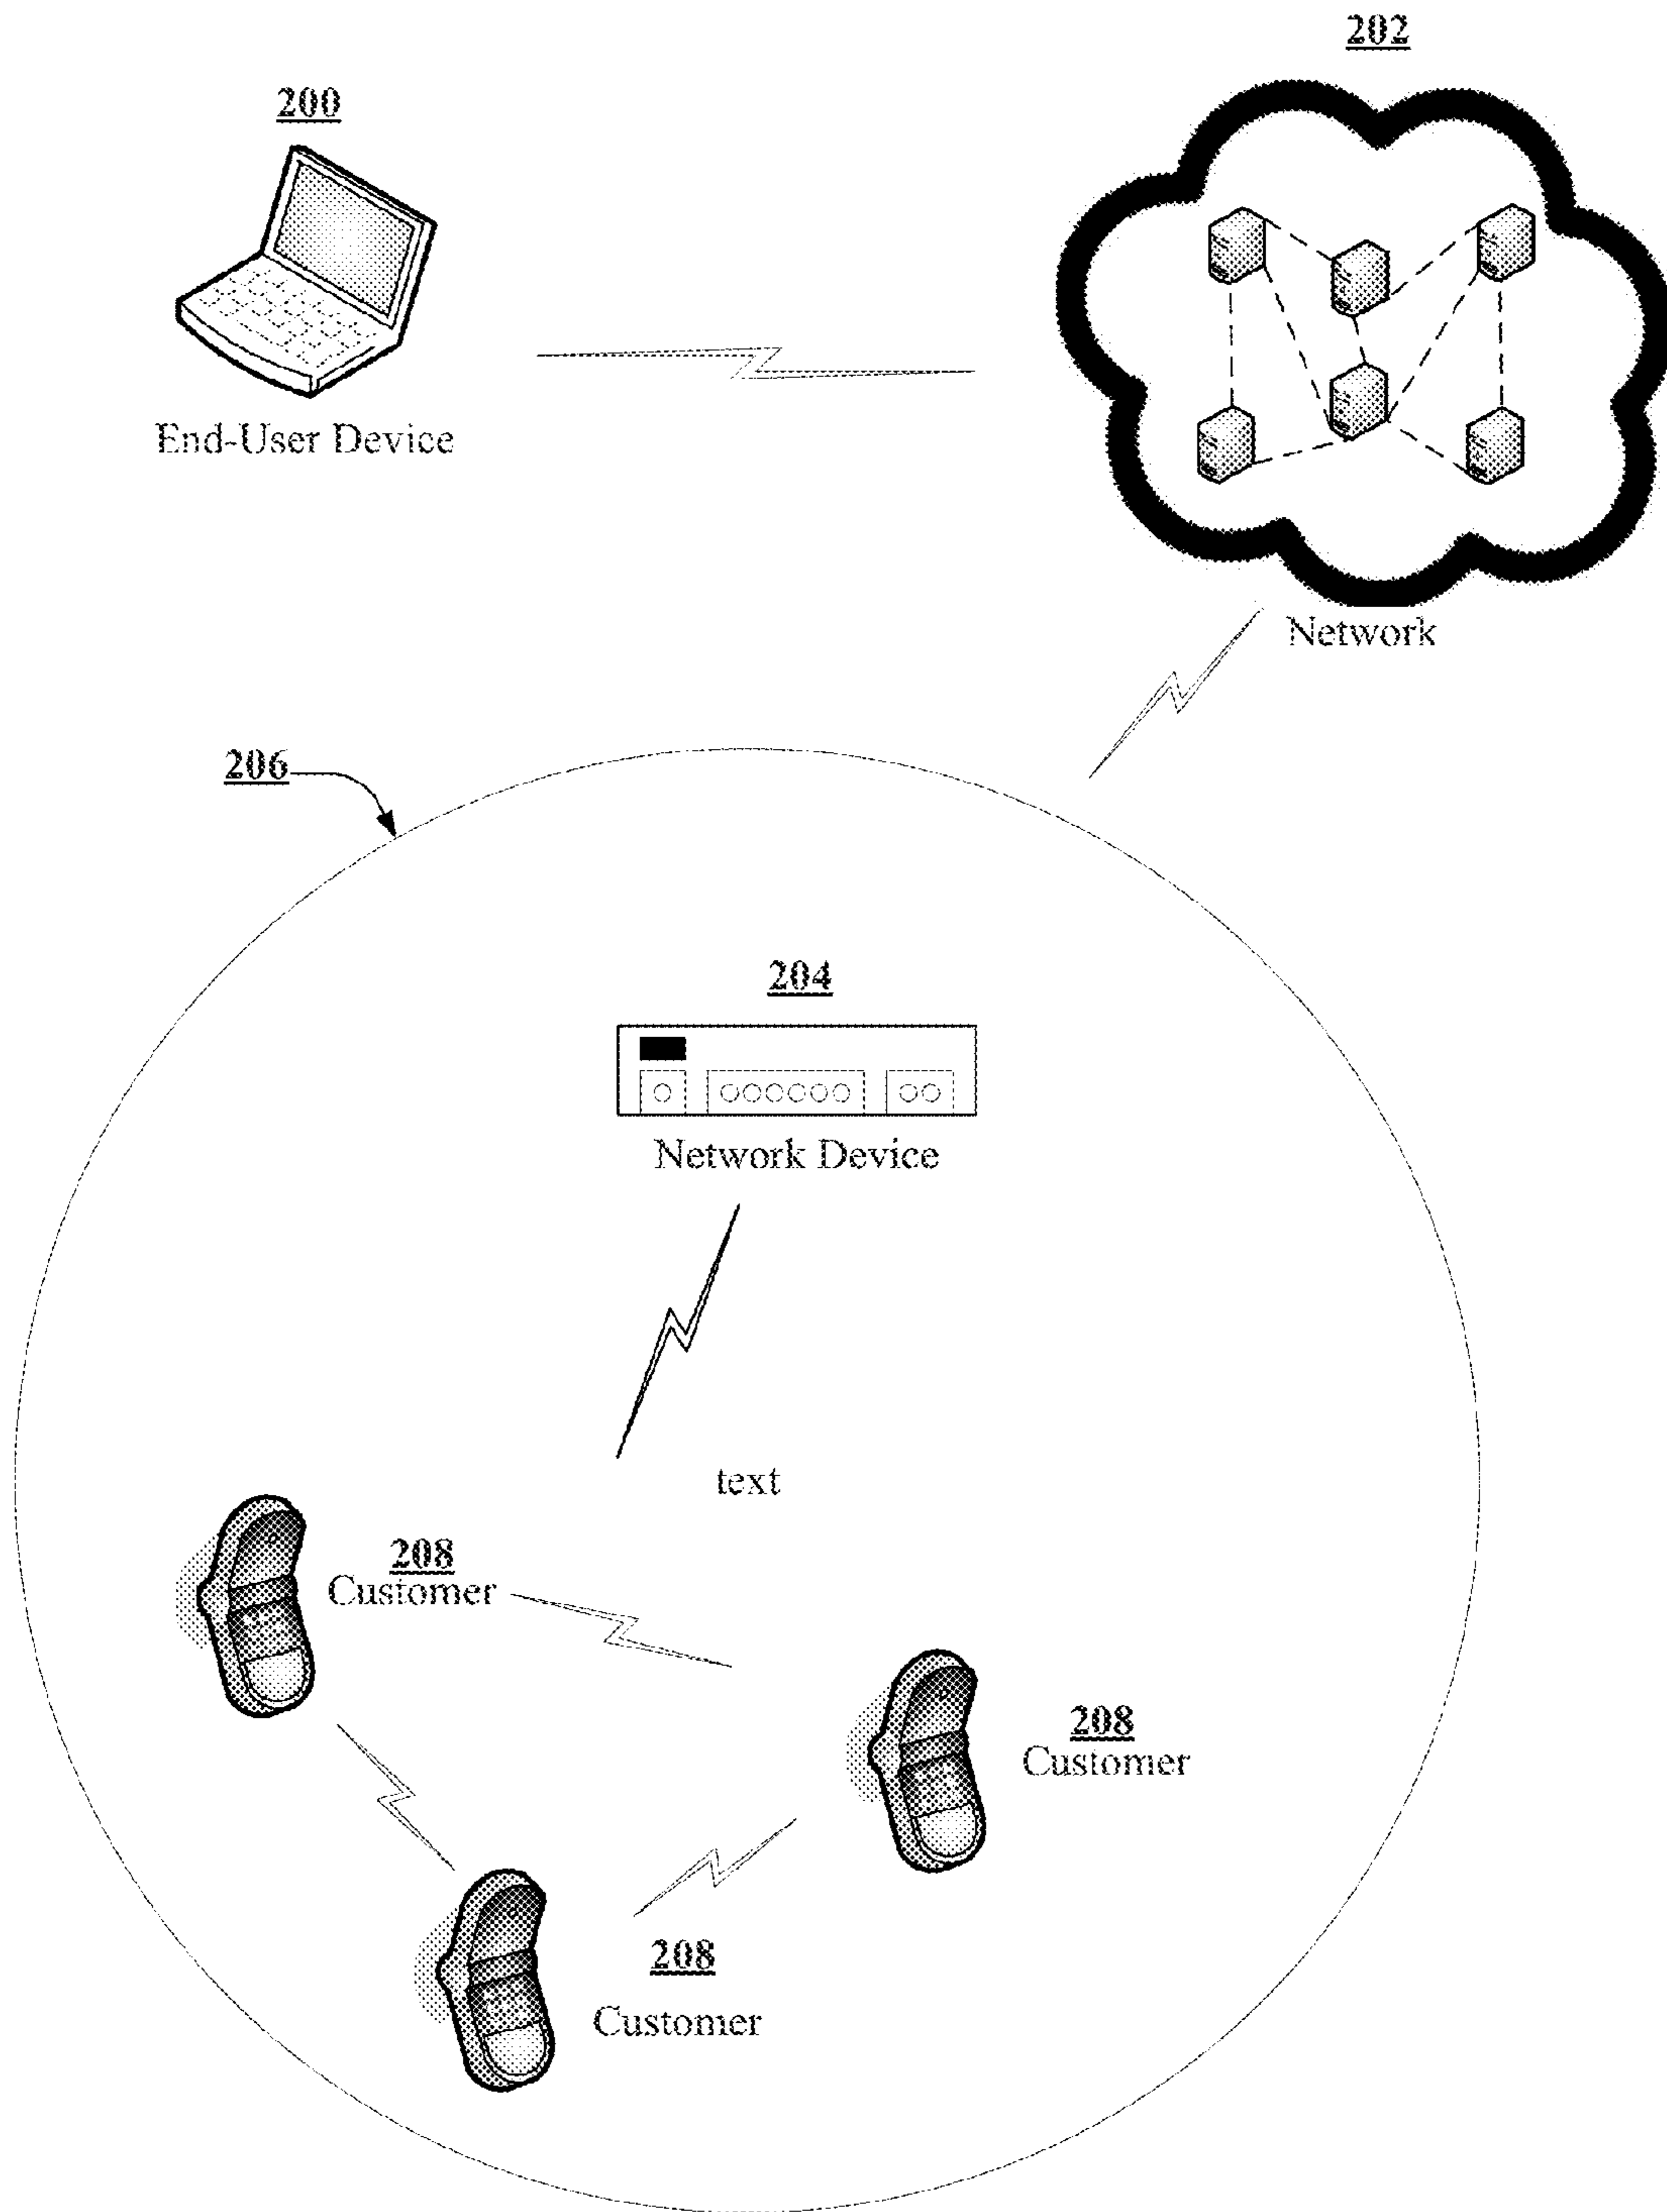 202
200
End-User Device
Network
206
204
Network Device
text
208
Customer
208
Customer
208
Customer